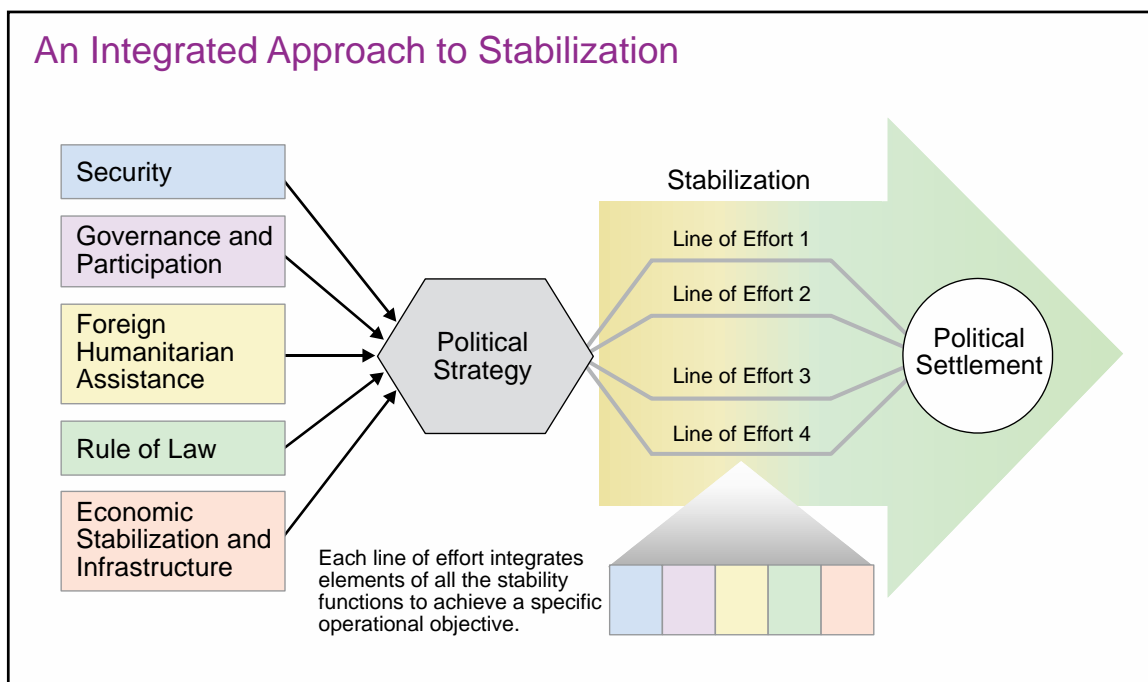 An Integrated Approach to Stabilization
Security
Governance and
Participation
Foreign
Humanitarian
Assistance
Rule of Law
Economic
Stabilization and
Infrastructure
Political
Strategy
Stabilization
Line of Effort 1
Line of Effort 2
Line of Effort 3
Line of Effort 4
Political
Settlement
Each line of effort integrates
elements of all the stability
functions to achieve a specific
operational objective.